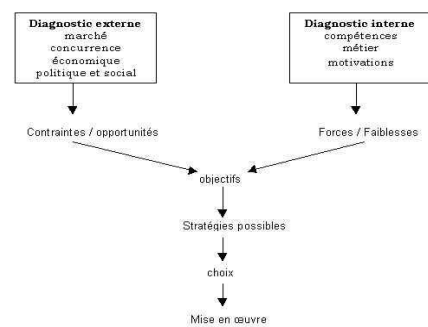 Diagnostic externe
marché
concurrence
économique
politique et social
Diagnostic interne
compétences
métier
motivations
Contraintes / opportunités
Forces / Faiblesses
objectifs
Stratégies possibles
choix
Mise en œuvre